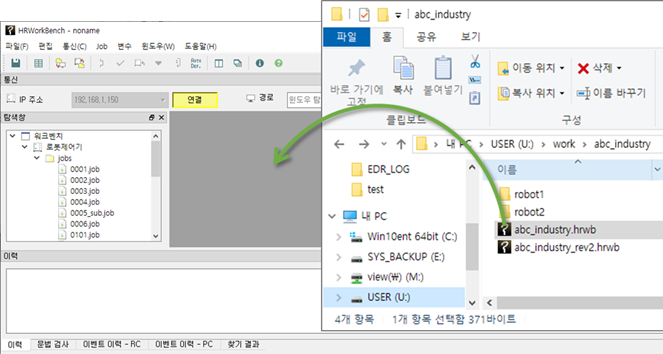 HRWorkBench - noname
파일(F) 편집 통신(C) Job 변수 윈도우(W) 도움말(H)
통신
IP 주소 192,168,1,150 연결 경로 윈도우 탐
탐색창
워크벤치
로봇제어기
jobs
0001.job
0002.job
0003.job
0004.job
0005_sub.job
0006.job
0101.job
이력
이력 문법 검사 이벤트 이력 - RC 이벤트 이력 - PC 찾기 결과
abc_industry
파일 홈 공유 보기
바로 가기에 고정
복사
붙여넣기
클립보드
이동 위치 삭제
복사 위치 이름 바꾸기
구성
내 PC > USER (U:) > work > abc_industry
EDR_LOG
test
내 PC
Win10ent 64bit (C:)
SYS_BACKUP (E:)
view(₩) (M:)
USER (U:)
이름
robot1
robot2
abc_industry.hrwb
abc_industry_rev2.hrwb
4개 항목 1개 항목 선택함 371바이트